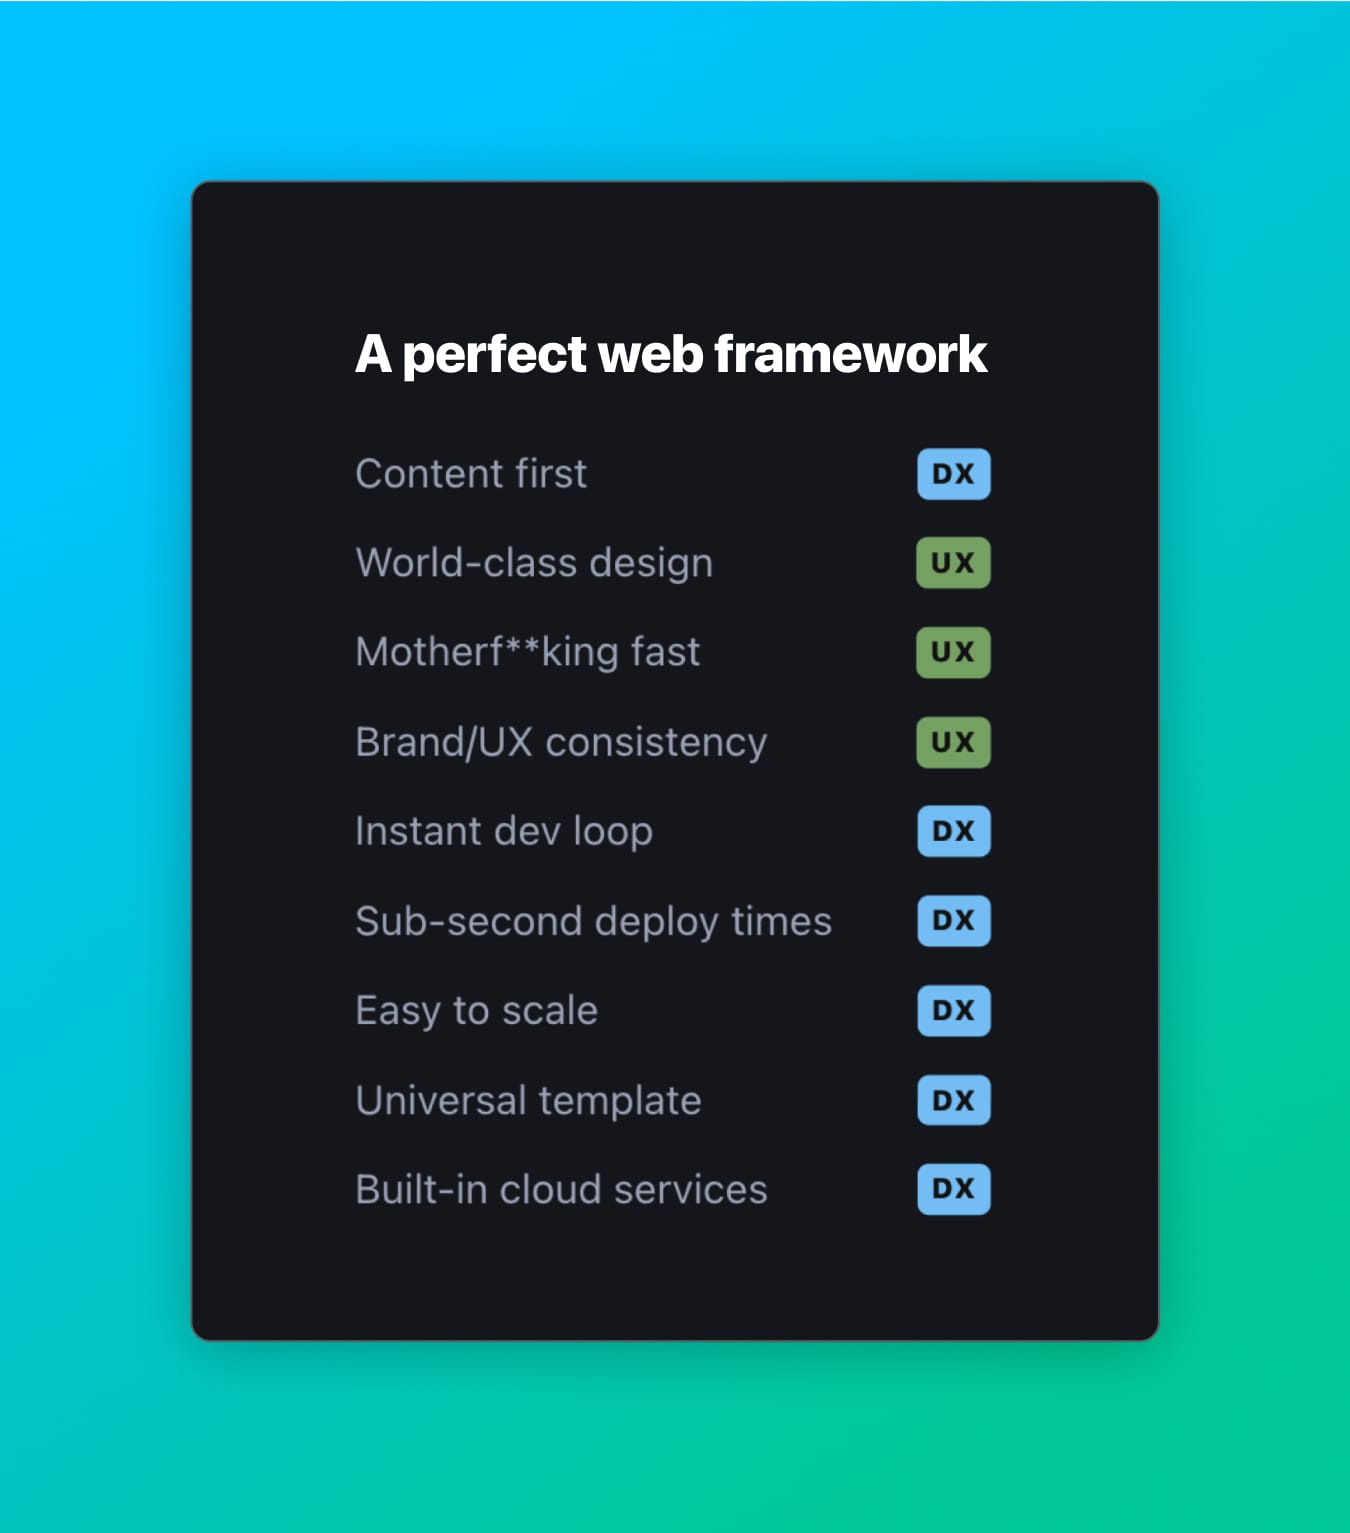 A perfect web framework
Content first DX
World-class design UX
Motherf**king fast UX
Brand/UX consistency UX
Instant dev loop DX
Sub-second deploy times DX
Easy to scale DX
Universal template DX
Built-in cloud services DX